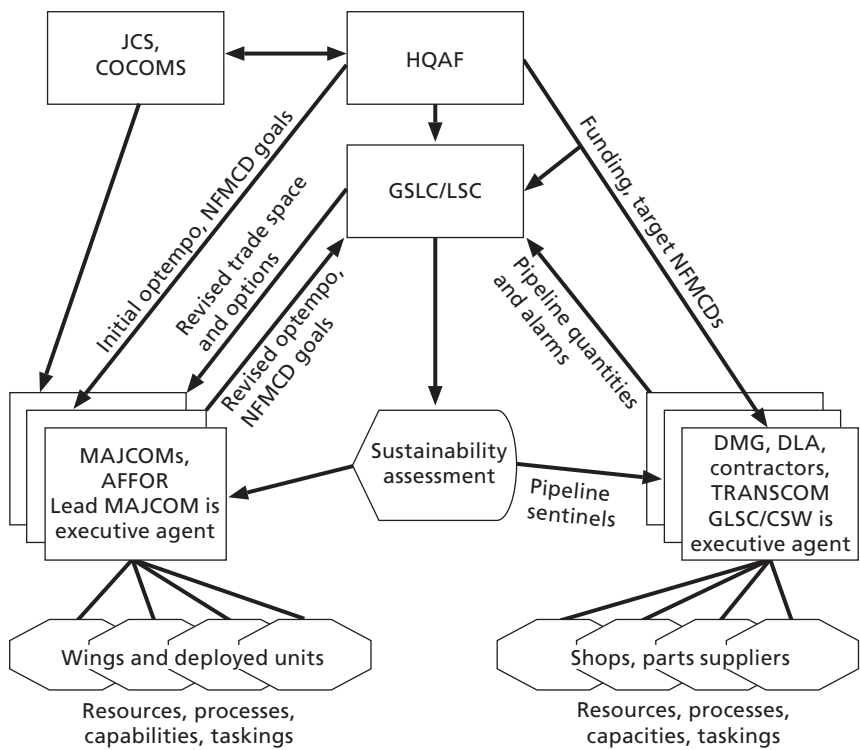 JCS,
COCOMS
HQAF
GSLC/LSC
Initial optempo, NFMCD goals
Revised trade space
and options
Revised optempo,
NFMCD goals
Funding, target NFMCDs
Pipeline quantities
and alarms
MAJCOMs,
AFFOR
Lead MAJCOM is
executive agent
Sustainability
assessment
Pipeline
sentinels
DMG, DLA,
contractors,
TRANSCOM
GLSC/CSW is
executive agent
Wings and deployed units
Shops, parts suppliers
Resources, processes,
capabilities, taskings
Resources, processes,
capacities, taskings